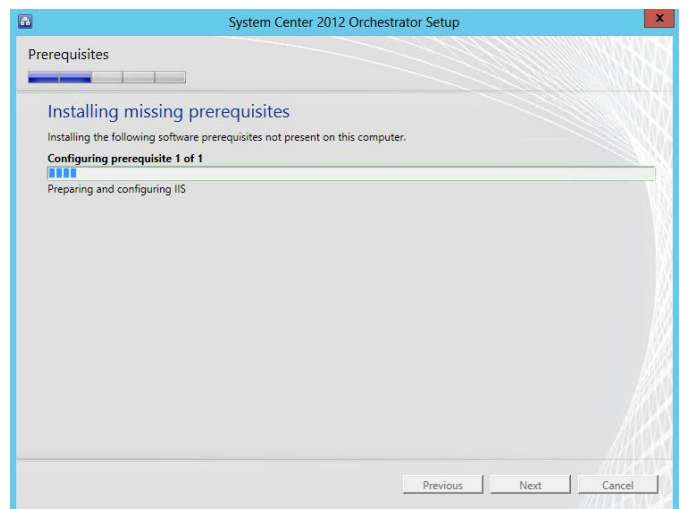 System Center 2012 Orchestrator Setup
x
Prerequisites
Installing missing prerequisites
Installing the following software prerequisites not present on this computer.
Configuring prerequisite 1 of 1
Preparing and configuring IIS
Previous Next Cancel